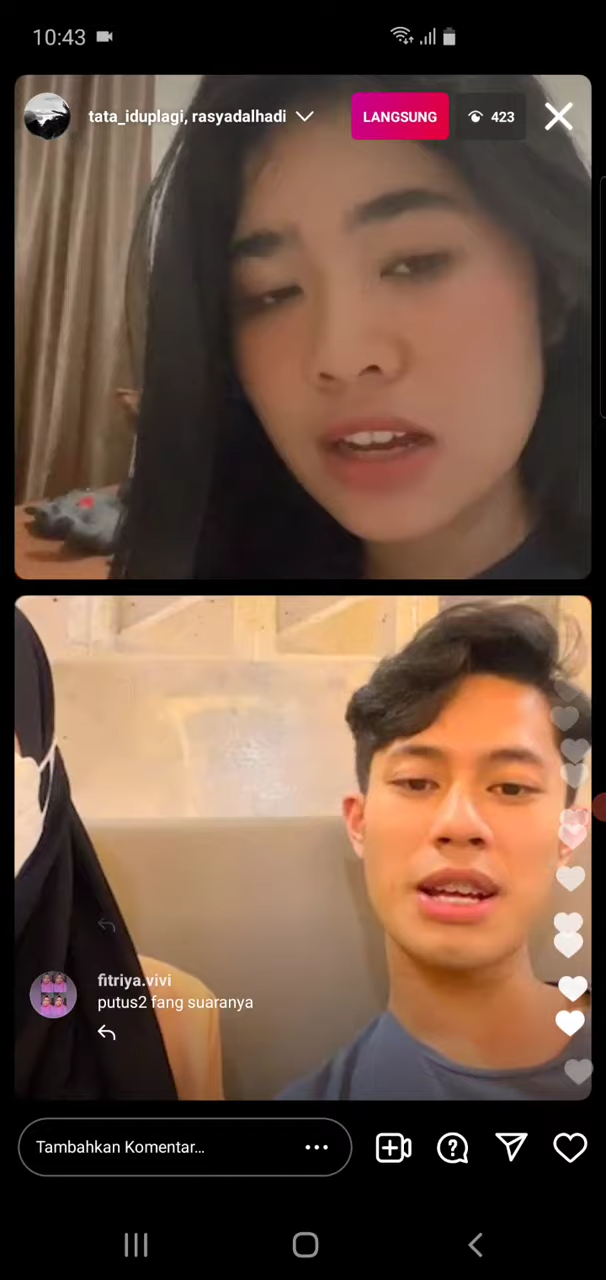 10:43
tata_iduplagi, rasyadalhadi
LANGSUNG
423
fitriya.vivi
putus2 fang suaranya
Tambahkan Komentar...